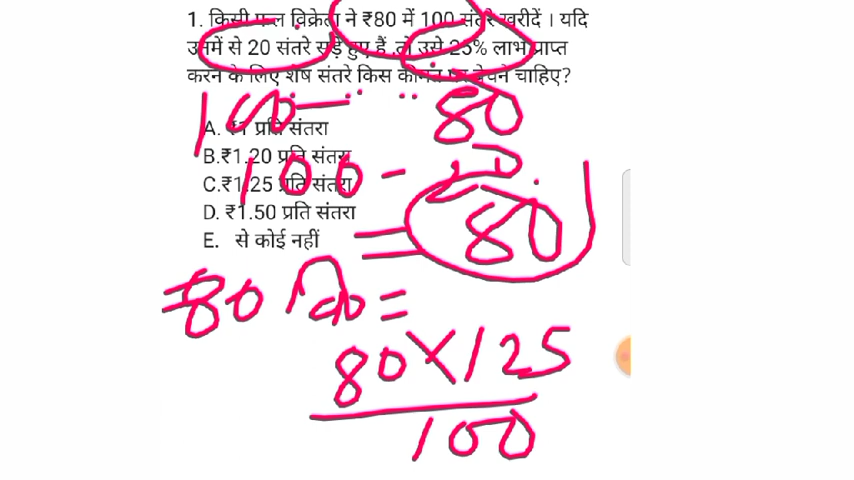 1. किसी फल विक्रेता ने ₹80 में 100 संतरे खरीदें । यदि
उनमें से 20 संतरे सड़े हुए हैं ,तो उसे 25% लाभ प्राप्त
करने के लिए शेष संतरे किस कीमत पर बेचने चाहिए?
100 — 80
A. ₹1 प्रति संतरा
B.₹1.20 प्रति संतरा
100 - 20
C.₹1.25 प्रति संतरा
D. ₹1.50 प्रति संतरा
= 80
E. से कोई नहीं
=80 वि =
80×125
100